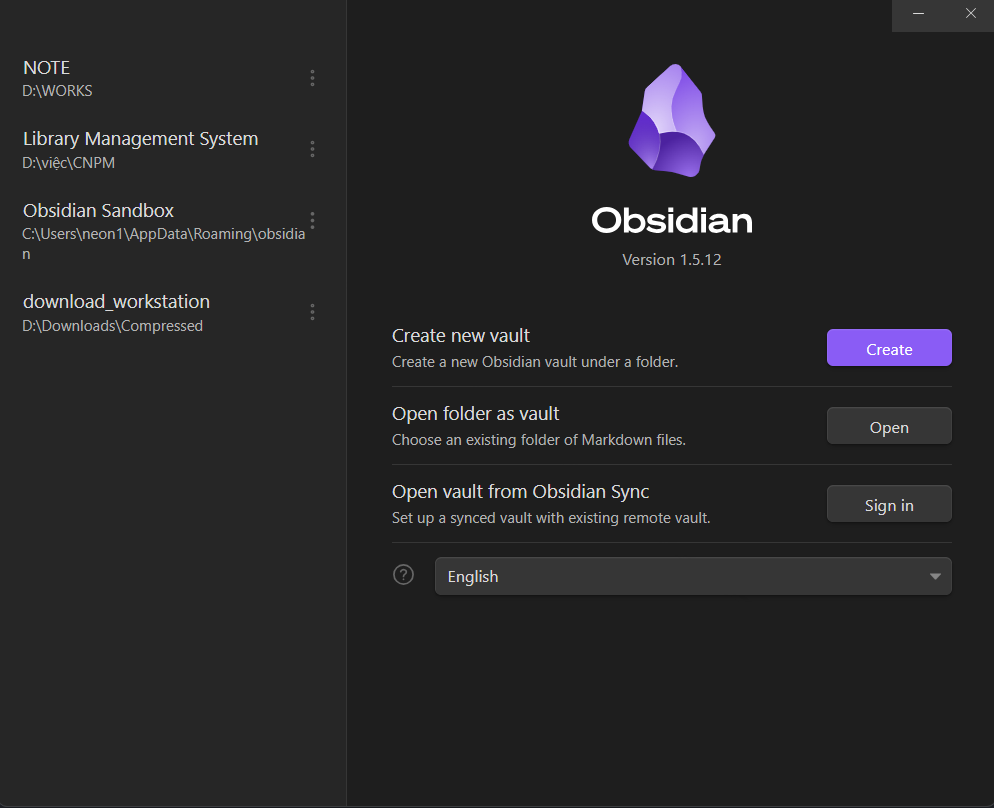 NOTE
D:\WORKS
Library Management System
D:\việc\CNPM
Obsidian Sandbox
C:\Users\neon1\AppData\Roaming\obsidia
n
download_workstation
D:\Downloads\Compressed
Obsidian
Version 1.5.12
Create new vault
Create a new Obsidian vault under a folder.
Create
Open folder as vault
Choose an existing folder of Markdown files.
Open
Open vault from Obsidian Sync
Set up a synced vault with existing remote vault.
Sign in
?
English